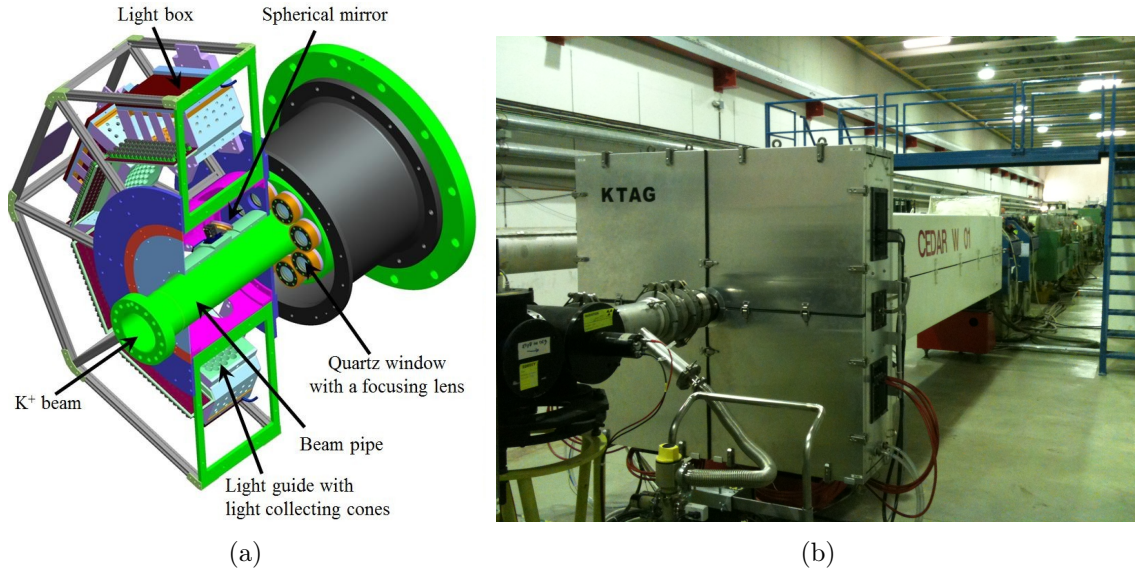 Light box
Spherical mirror
Quartz window
with a focusing lens
K⁺ beam
Beam pipe
Light guide with
light collecting cones
(a)
KTAG
CEDAR W 01
(b)